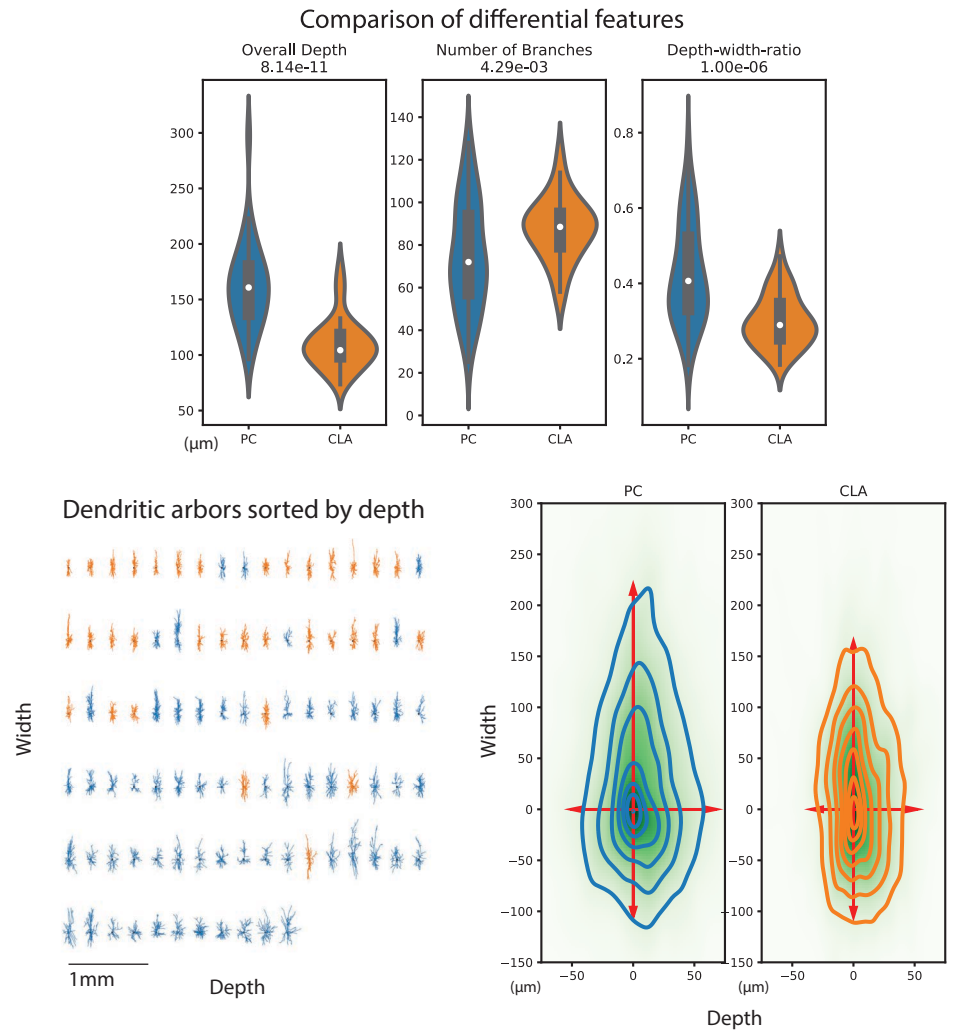 Comparison of differential features
Overall Depth
8.14e-11
300
250
200
150
100
50
(µm)
PC
CLA
Number of Branches
4.29e-03
140
120
100
80
60
40
20
0
PC
CLA
Depth-width-ratio
1.00e-06
0.8
0.6
0.4
0.2
PC
CLA
Dendritic arbors sorted by depth
Width
1mm
Depth
PC
300
250
200
150
100
50
0
−50
−100
−150
Width
−50
0
50
(µm)
CLA
300
250
200
150
100
50
0
−50
−100
−150
−50
0
50
(µm)
Depth